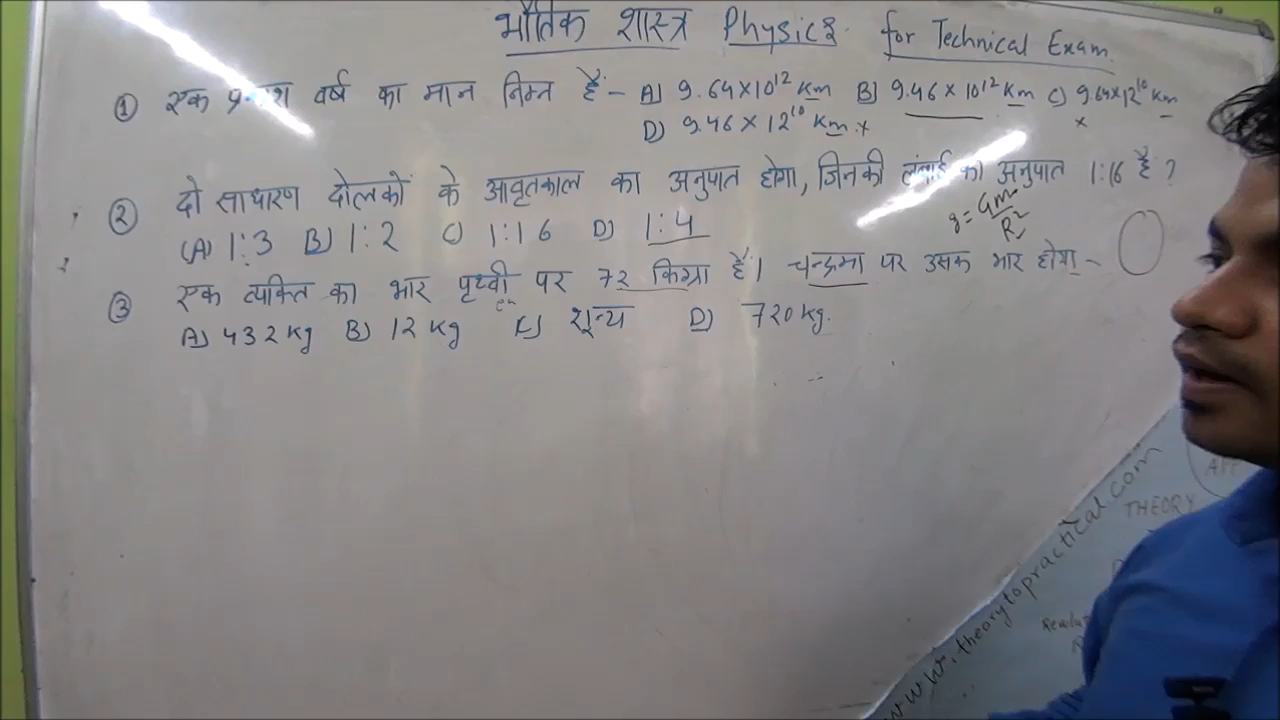 भौतिक शास्त्र Physics for Technical Exam.
① एक प्रकाश वर्ष का मान निम्न हैं - A) 9.64×10¹² Km B) 9.46×10¹² Km C) 9.64×12¹⁰ Km
×
D) 9.46×12¹⁰ Km. ×
② दो साधारण दोलकों के आवृतकाल का अनुपात होगा, जिनकी लंबाई का अनुपात 1:16 है ?
(A) 1:3 B) 1:2 C) 1:16 D) 1:4
g = Gm/R²
③ एक व्यक्ति का भार पृथ्वी पर 72 किग्रा है। चन्द्रमा पर उसक भार होगा -
A) 432 kg B) 12 kg C) शून्य D) 720 kg.
www.theorytopractical.com
THEORY